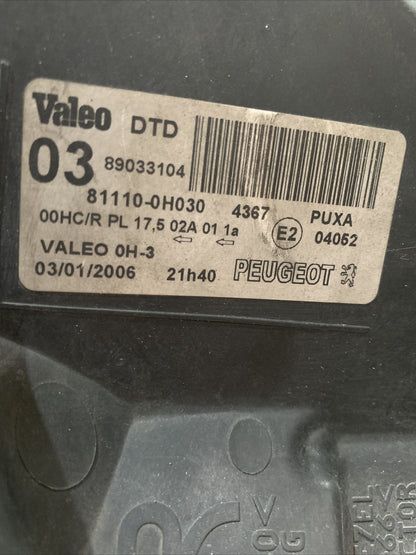 Valeo DTD
03 89033104
81110-0H030 4367 PUXA
00HC/R PL 17,5 02A 01 1a E2 04052
VALEO 0H-3
03/01/2006 21h40 PEUGEOT
V
OG